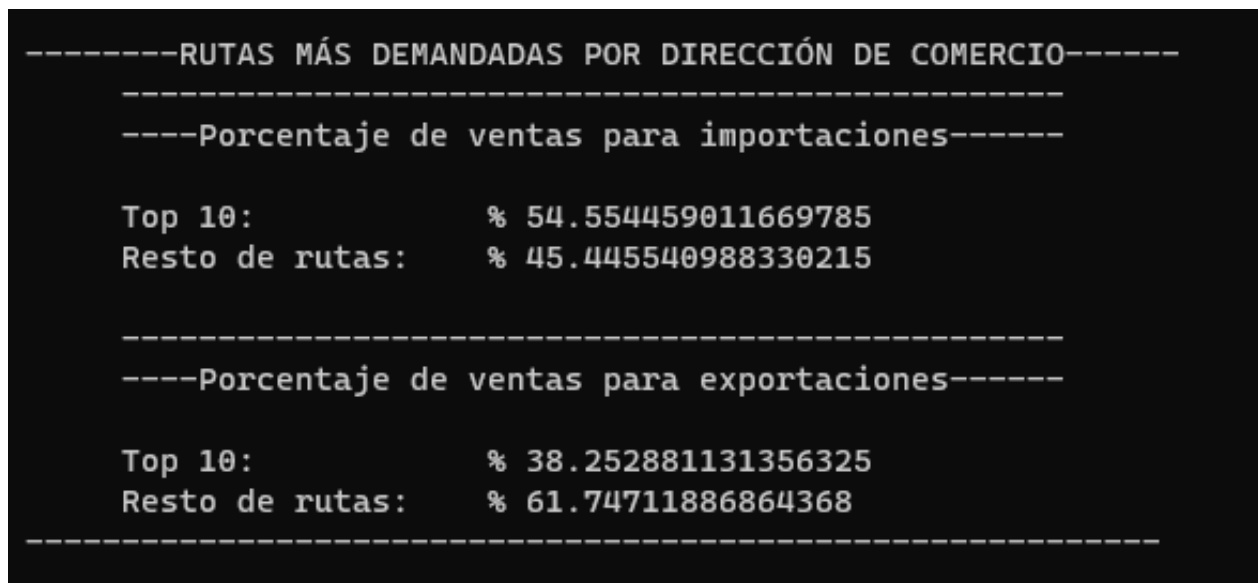 --------RUTAS MÁS DEMANDADAS POR DIRECCIÓN DE COMERCIO------
-------------------------------------------------
----Porcentaje de ventas para importaciones------
Top 10: % 54.554459011669785
Resto de rutas: % 45.445540988330215
-------------------------------------------------
----Porcentaje de ventas para exportaciones------
Top 10: % 38.252881131356325
Resto de rutas: % 61.74711886864368
-----------------------------------------------------------